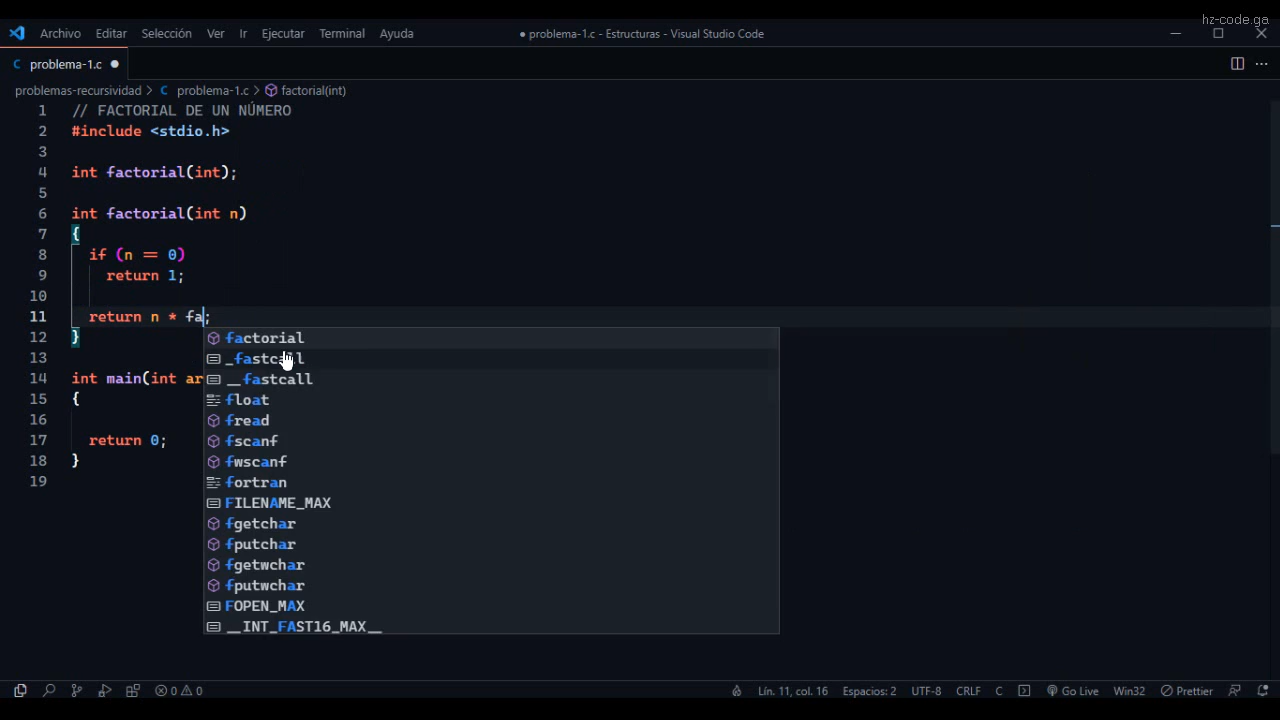 hz-code.ga
Archivo Editar Selección Ver Ir Ejecutar Terminal Ayuda ● problema-1.c - Estructuras - Visual Studio Code
C problema-1.c ●
problemas-recursividad > C problema-1.c > factorial(int)
1 // FACTORIAL DE UN NÚMERO
2 #include <stdio.h>
3
4 int factorial(int);
5
6 int factorial(int n)
7 {
8 if (n == 0)
9 return 1;
10
11 return n * fa;
12 }
13
14 int main(int ar
15 {
16
17 return 0;
18 }
19
factorial
_fastcall
__fastcall
float
fread
fscanf
fwscanf
fortran
FILENAME_MAX
fgetchar
fputchar
fgetwchar
fputwchar
FOPEN_MAX
__INT_FAST16_MAX__
0 0 Lín. 11, col. 16 Espacios: 2 UTF-8 CRLF C Go Live Win32 Prettier